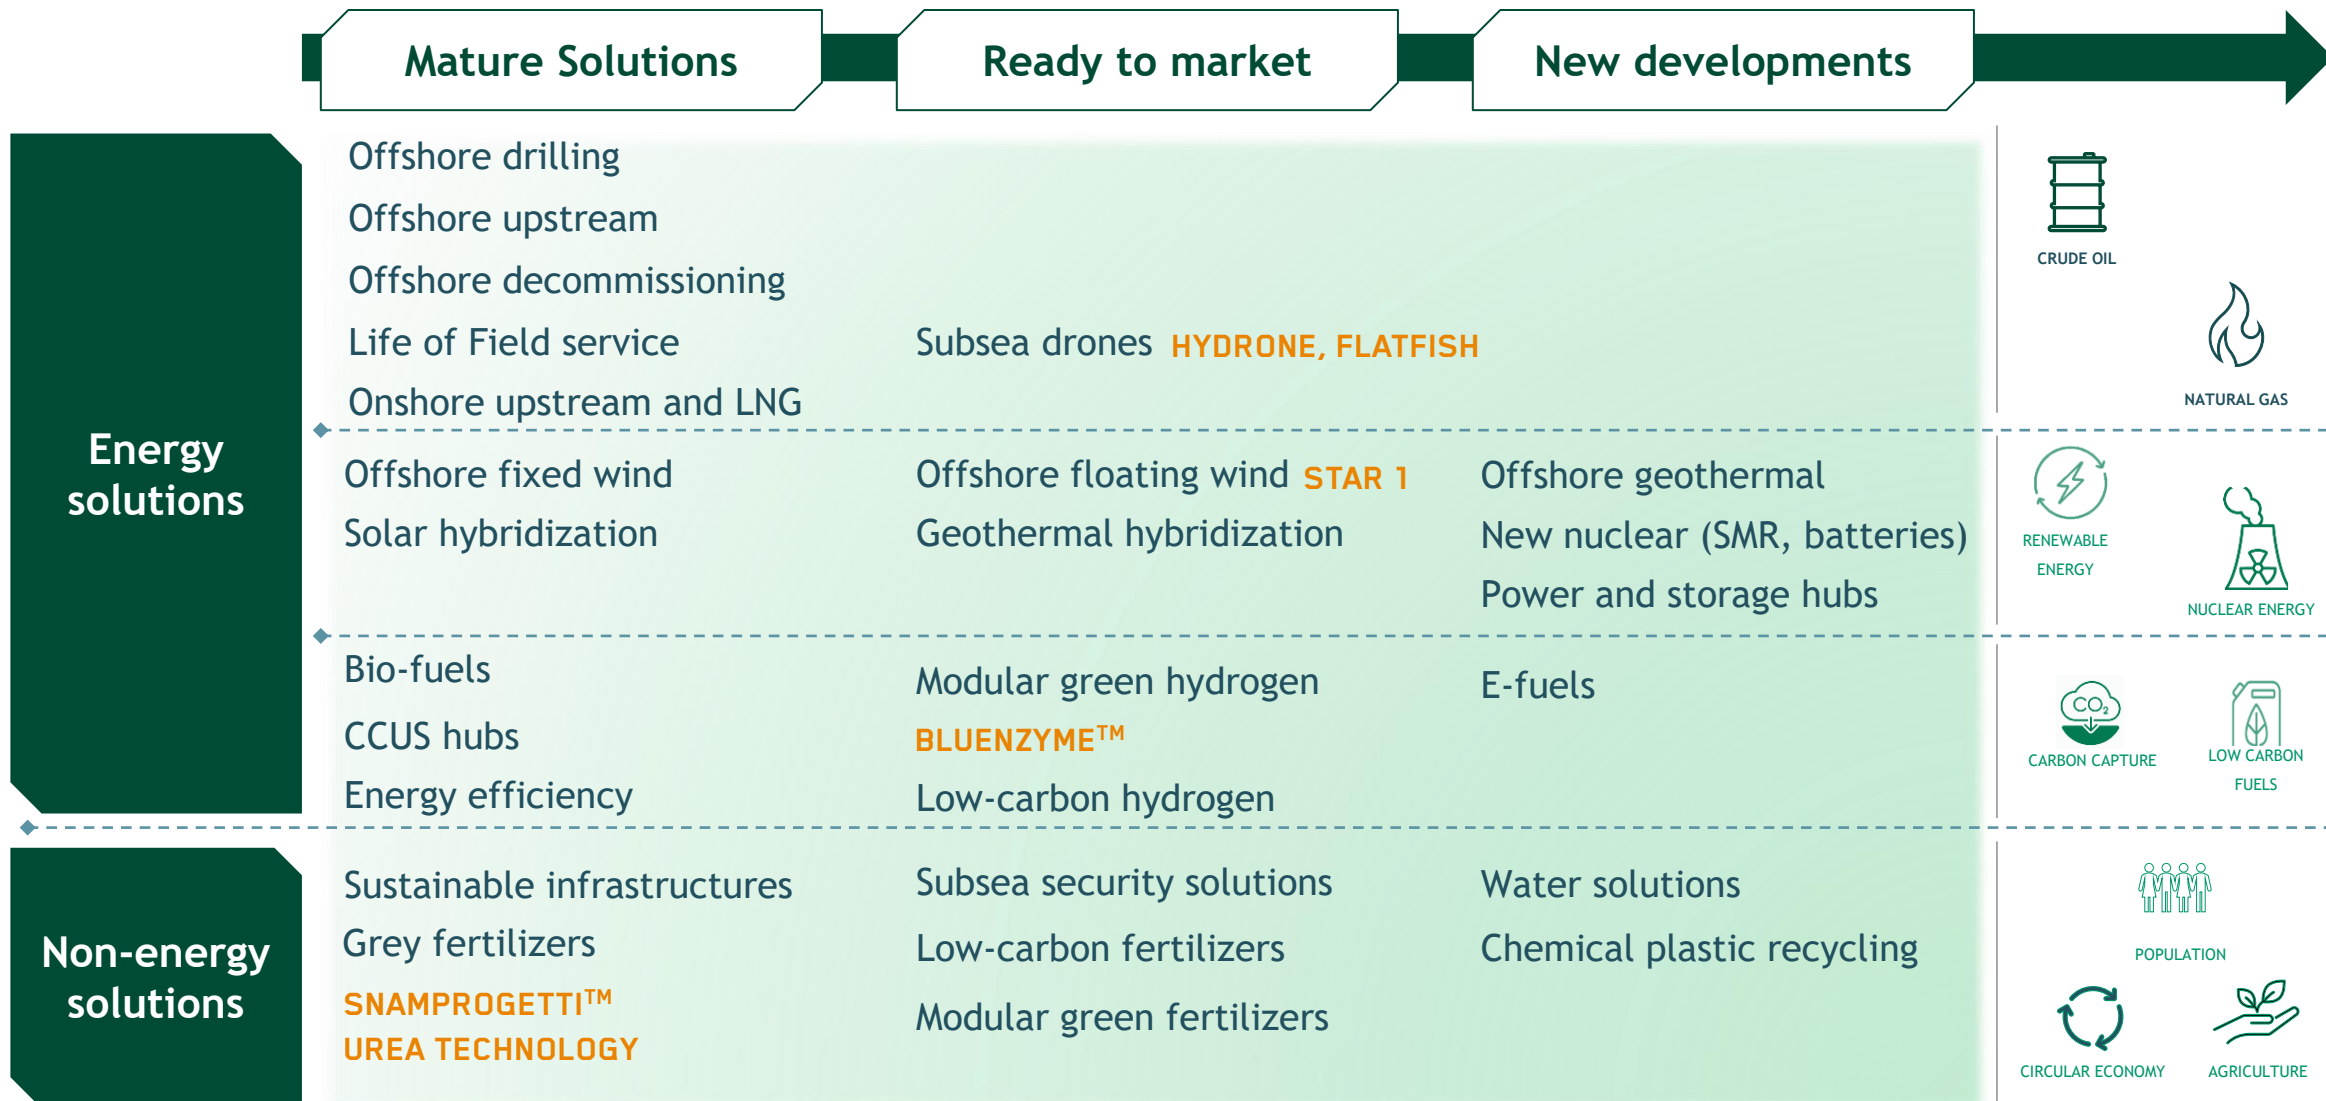 Mature Solutions
Ready to market
New developments
Energy
solutions
Offshore drilling
Offshore upstream
Offshore decommissioning
Life of Field service
Onshore upstream and LNG
Subsea drones HYDRONE, FLATFISH
CRUDE OIL
NATURAL GAS
Offshore fixed wind
Solar hybridization
Offshore floating wind STAR 1
Geothermal hybridization
Offshore geothermal
New nuclear (SMR, batteries)
Power and storage hubs
RENEWABLE
ENERGY
NUCLEAR ENERGY
Bio-fuels
CCUS hubs
Energy efficiency
Modular green hydrogen
BLUENZYME™
Low-carbon hydrogen
E-fuels
CO₂
CARBON CAPTURE
LOW CARBON
FUELS
Non-energy
solutions
Sustainable infrastructures
Grey fertilizers
SNAMPROGETTI™
UREA TECHNOLOGY
Subsea security solutions
Low-carbon fertilizers
Modular green fertilizers
Water solutions
Chemical plastic recycling
POPULATION
CIRCULAR ECONOMY
AGRICULTURE